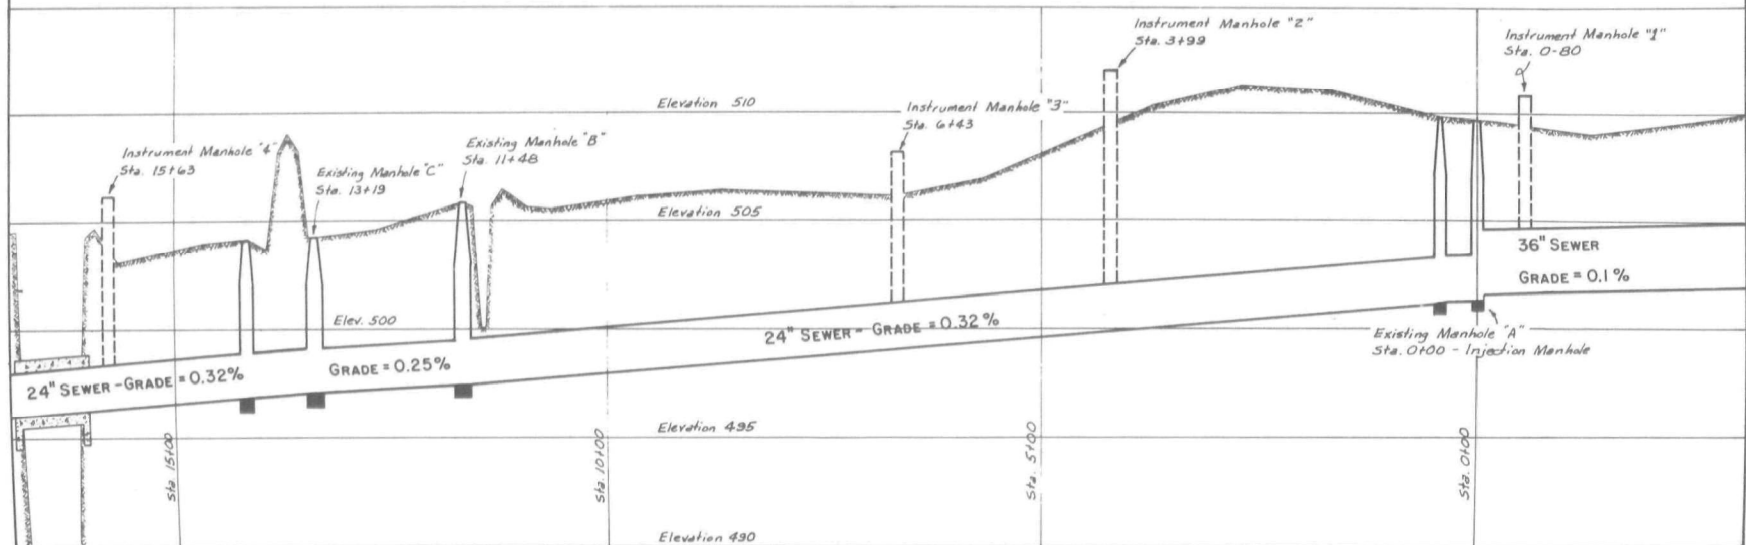 Instrument Manhole "2"
Sta. 3+99
Instrument Manhole "1"
Sta. 0-80
Elevation 510
Instrument Manhole "3"
Sta. 6+43
Existing Manhole "B"
Sta. 11+48
Instrument Manhole "4"
Sta. 15+63
Existing Manhole "C"
Sta. 13+19
Elevation 505
36" SEWER
GRADE = 0.1 %
Elev. 500
24" SEWER - GRADE = 0.32 %
Existing Manhole "A"
Sta. 0+00 - Injection Manhole
GRADE = 0.25 %
24" SEWER - GRADE = 0.32 %
Elevation 495
Sta. 15+00
Sta. 10+00
Sta. 5+00
Sta. 0+00
Elevation 490